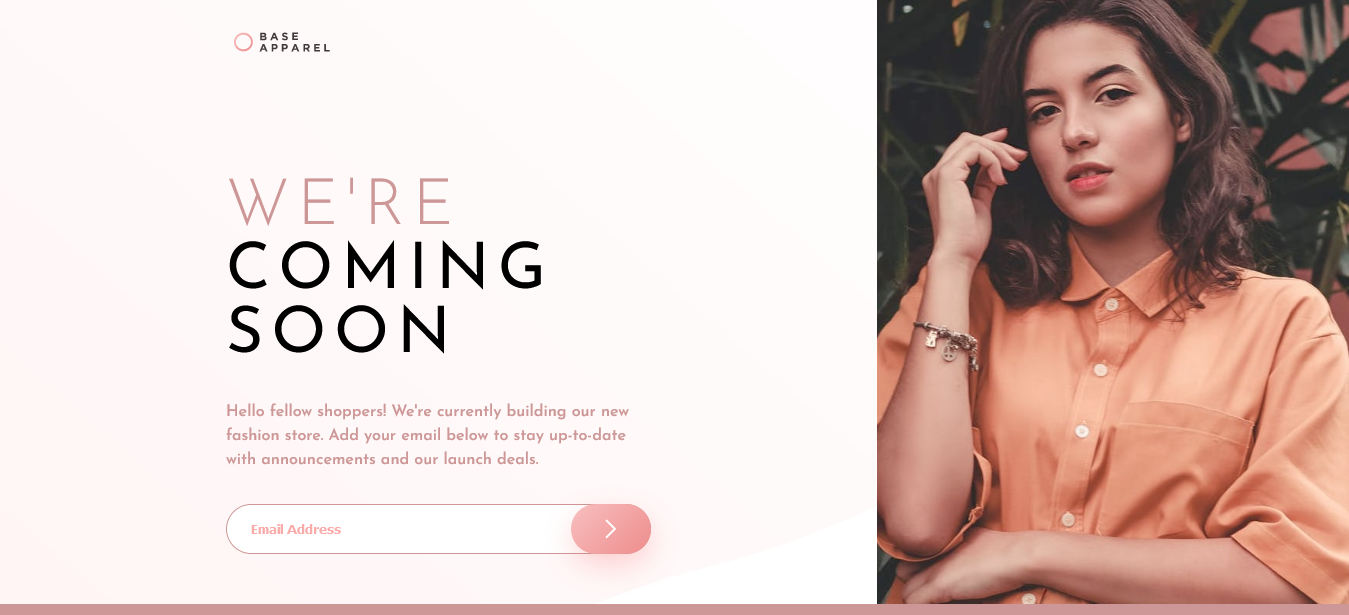 BASE
APPAREL
WE'RE
COMING
SOON
Hello fellow shoppers! We're currently building our new
fashion store. Add your email below to stay up-to-date
with announcements and our launch deals.
Email Address